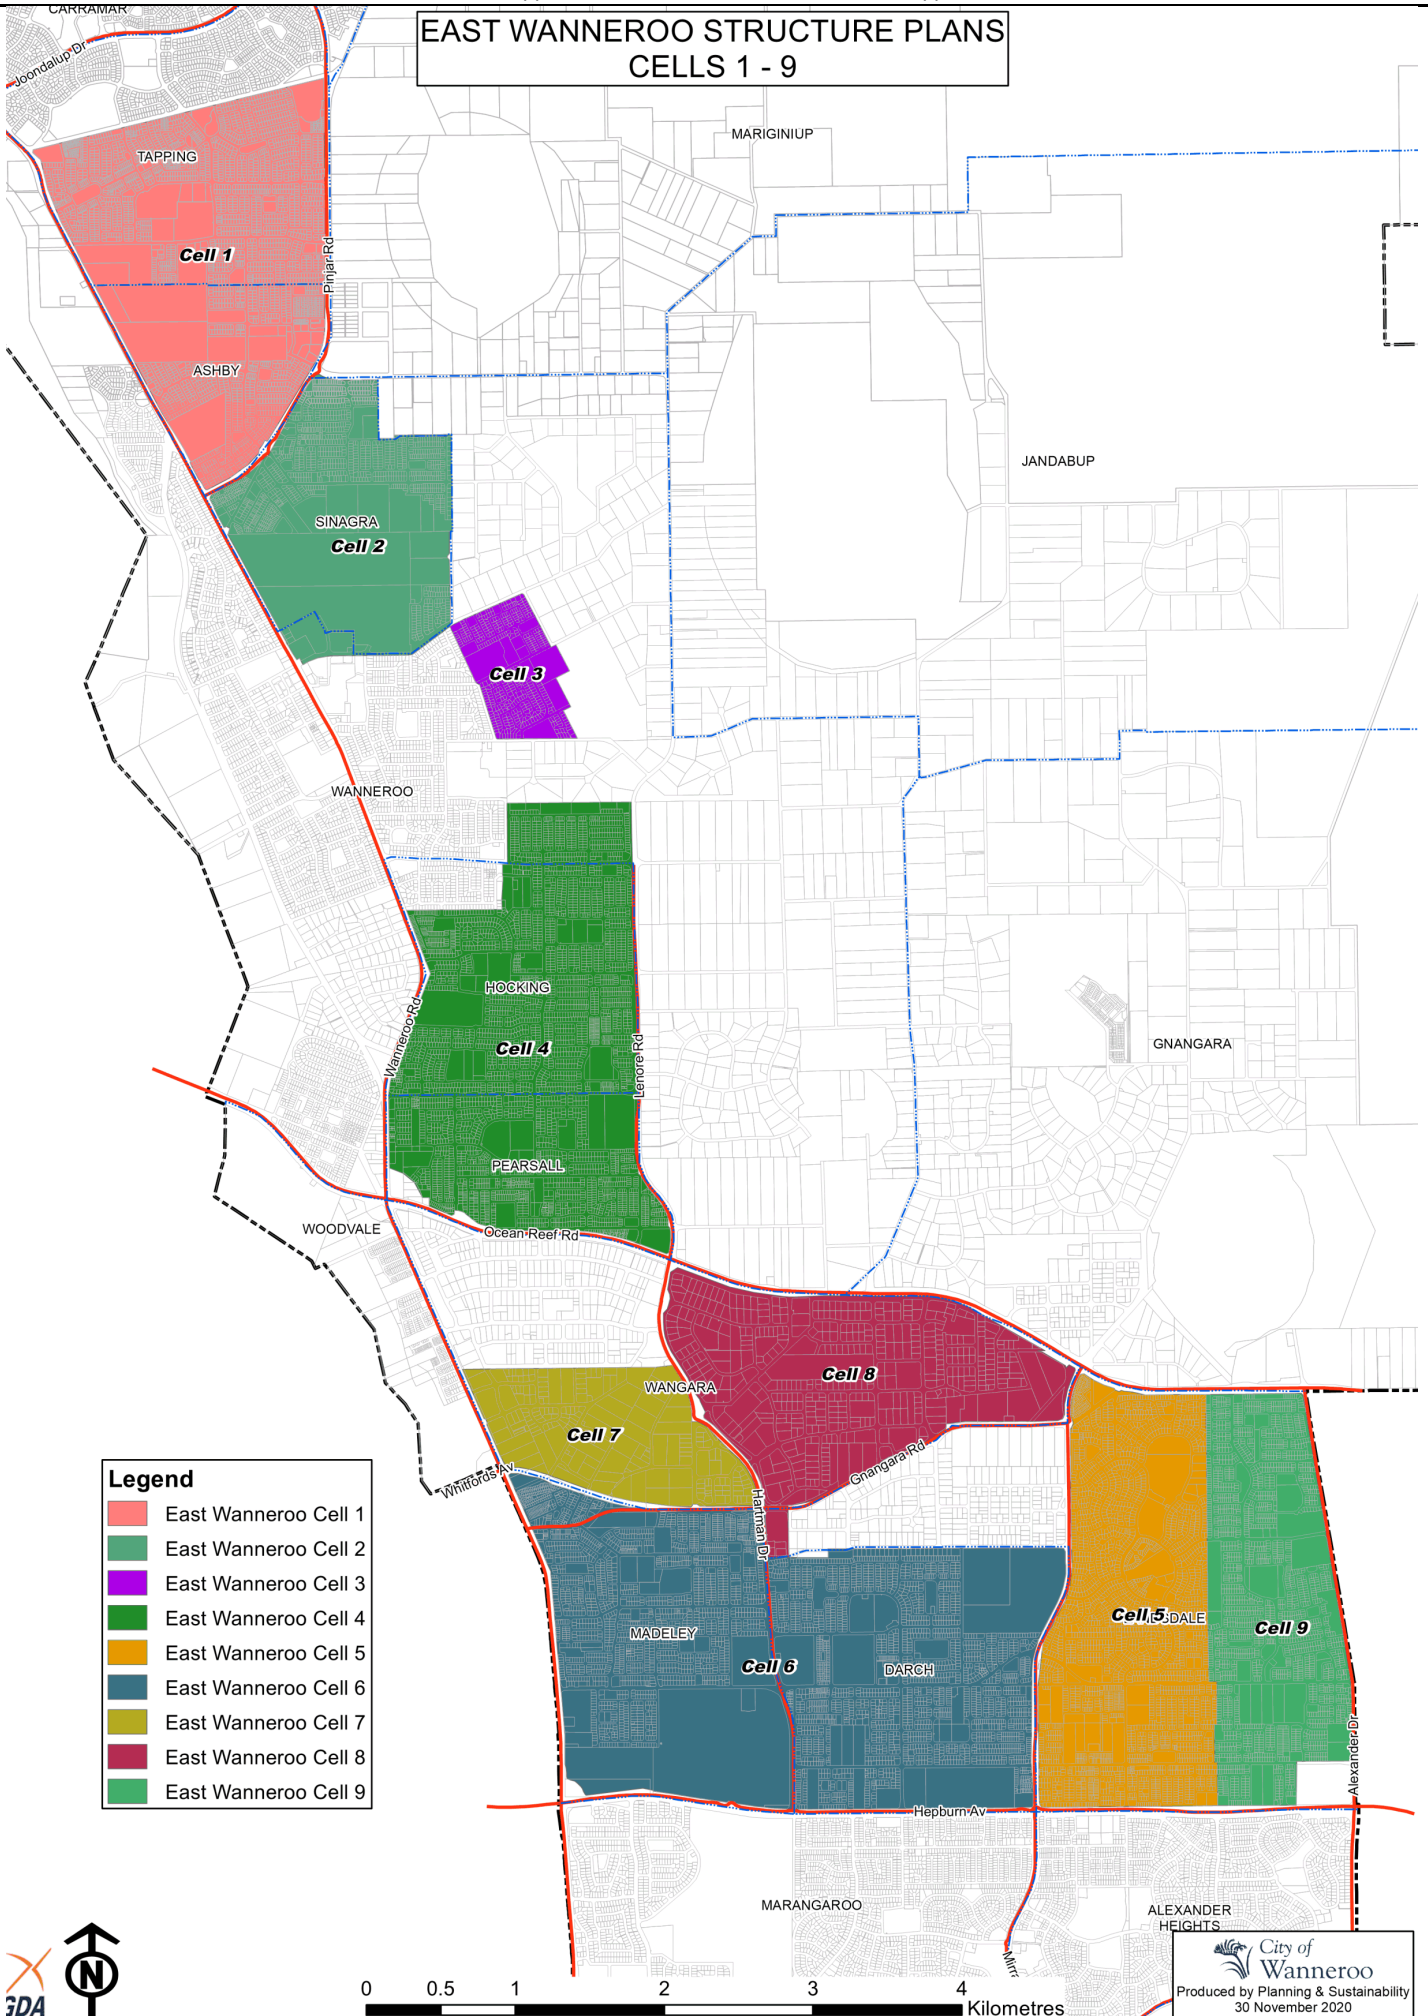 EAST WANNEROO STRUCTURE PLANS
CELLS 1 - 9
CARRAMAR
Joondalup Dr
MARIGINIUP
TAPPING
Cell 1
Pinjar Rd
ASHBY
JANDABUP
SINAGRA
Cell 2
Cell 3
WANNEROO
HOCKING
Wanneroo Rd
Cell 4
Lenore Rd
GNANGARA
PEARSALL
WOODVALE
Ocean Reef Rd
Cell 8
WANGARA
Cell 7
Gnangara Rd
Whitfords Av
Hartman Dr
Cell 5
DALE
Cell 9
MADELEY
Cell 6
DARCH
Alexander Dr
Hepburn Av
MARANGAROO
ALEXANDER
HEIGHTS
Mirra
Legend
East Wanneroo Cell 1
East Wanneroo Cell 2
East Wanneroo Cell 3
East Wanneroo Cell 4
East Wanneroo Cell 5
East Wanneroo Cell 6
East Wanneroo Cell 7
East Wanneroo Cell 8
East Wanneroo Cell 9
GDA
N
0 0.5 1 2 3 4
Kilometres
City of
Wanneroo
Produced by Planning & Sustainability
30 November 2020